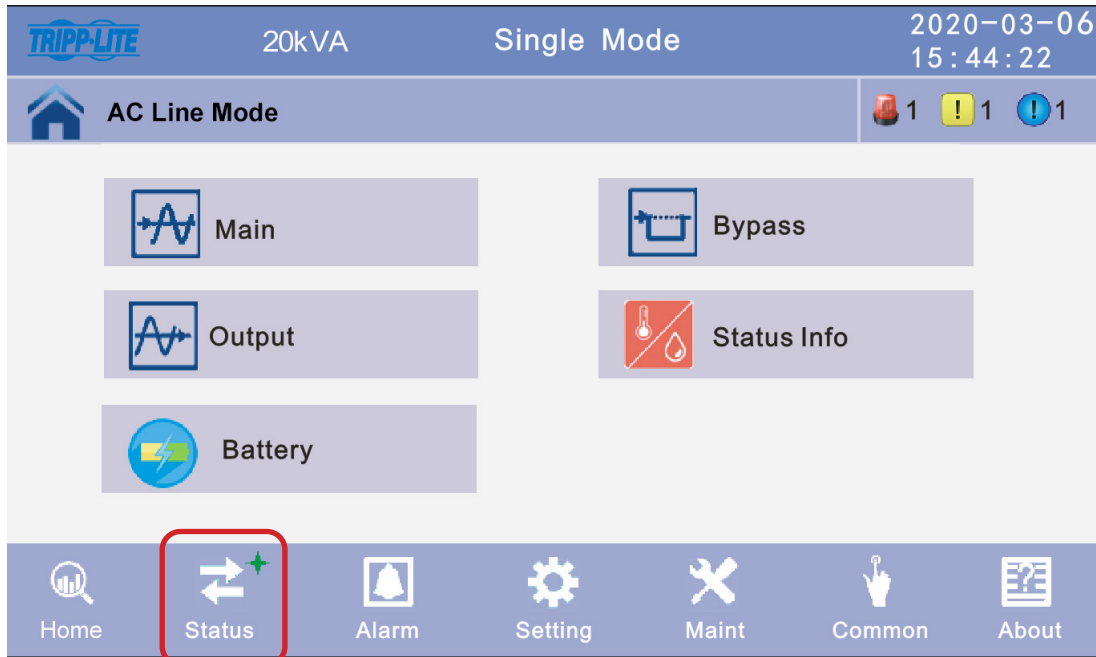 TRIPP·LITE 20kVA Single Mode 2020-03-06
15:44:22
AC Line Mode 1 ! 1 ! 1
Main Bypass
Output Status Info
Battery
Home Status Alarm Setting Maint Common About